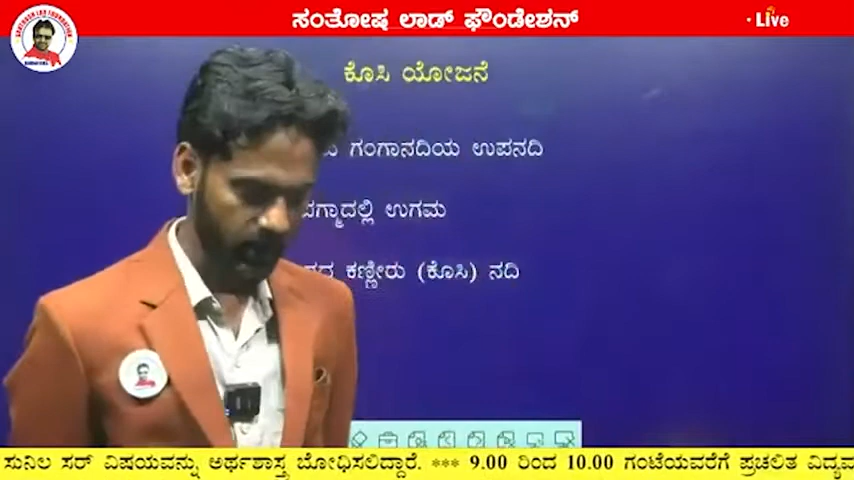 ಸಂತೋಷ ಲಾಡ್ ಫೌಂಡೇಶನ್
Live
ಕೊಸಿ ಯೋಜನೆ
ಗಂಗಾನದಿಯ ಉಪನದಿ
ಉಗಮ
ಕಣ್ಣೀರು (ಕೊಸಿ) ನದಿ
ಸುನಿಲ ಸರ್ ವಿಷಯವನ್ನು ಅರ್ಥಶಾಸ್ತ್ರ ಬೋಧಿಸಲಿದ್ದಾರೆ. *** 9.00 ರಿಂದ 10.00 ಗಂಟೆಯವರೆಗೆ ಪ್ರಚಲಿತ